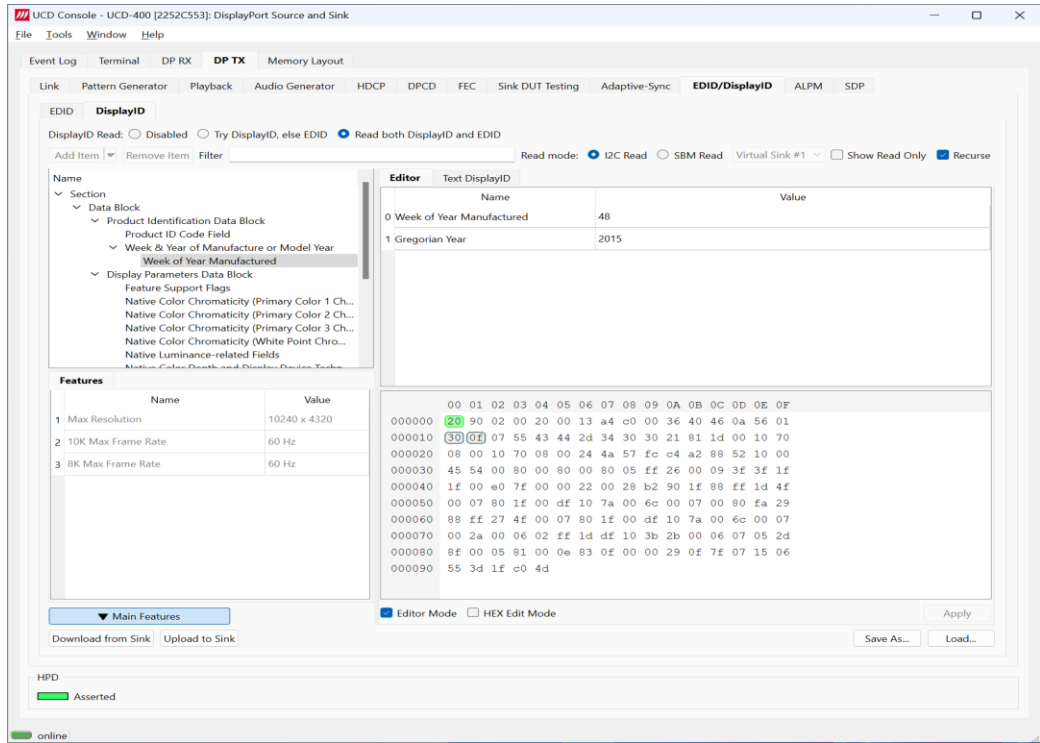 UCD Console - UCD-400 [2252C553]: DisplayPort Source and Sink
File Tools Window Help
Event Log Terminal DP RX DP TX Memory Layout
Link Pattern Generator Playback Audio Generator HDCP DPCD FEC Sink DUT Testing Adaptive-Sync EDID/DisplayID ALPM SDP
EDID DisplayID
DisplayID Read: Disabled Try DisplayID, else EDID Read both DisplayID and EDID
Add Item Remove Item Filter Read mode: I2C Read SBM Read Virtual Sink #1 Show Read Only Recurse
Name
Section
Data Block
Product Identification Data Block
Product ID Code Field
Week & Year of Manufacture or Model Year
Week of Year Manufactured
Display Parameters Data Block
Feature Support Flags
Native Color Chromaticity (Primary Color 1 Ch...
Native Color Chromaticity (Primary Color 2 Ch...
Native Color Chromaticity (Primary Color 3 Ch...
Native Color Chromaticity (White Point Chro...
Native Luminance-related Fields
Native Color Depth and Display Device Techn...
Editor Text DisplayID
Name Value
0 Week of Year Manufactured 48
1 Gregorian Year 2015
Features
Name Value
1 Max Resolution 10240 x 4320
2 10K Max Frame Rate 60 Hz
3 8K Max Frame Rate 60 Hz
00 01 02 03 04 05 06 07 08 09 0A 0B 0C 0D 0E 0F
000000 20 90 02 00 20 00 13 a4 c0 00 36 40 46 0a 56 01
000010 30 0f 07 55 43 44 2d 34 30 30 21 81 1d 00 10 70
000020 08 00 10 70 08 00 24 4a 57 fc c4 a2 88 52 10 00
000030 45 54 00 80 00 80 00 80 05 ff 26 00 09 3f 3f 1f
000040 1f 00 e0 7f 00 00 22 00 28 b2 90 1f 88 ff 1d 4f
000050 00 07 80 1f 00 df 10 7a 00 6c 00 07 00 80 fa 29
000060 88 ff 27 4f 00 07 80 1f 00 df 10 7a 00 6c 00 07
000070 00 2a 00 06 02 ff 1d df 10 3b 2b 00 06 07 05 2d
000080 8f 00 05 81 00 0e 83 0f 00 00 29 0f 7f 07 15 06
000090 55 3d 1f c0 4d
Main Features
Editor Mode HEX Edit Mode Apply
Download from Sink Upload to Sink Save As... Load...
HPD
Asserted
online